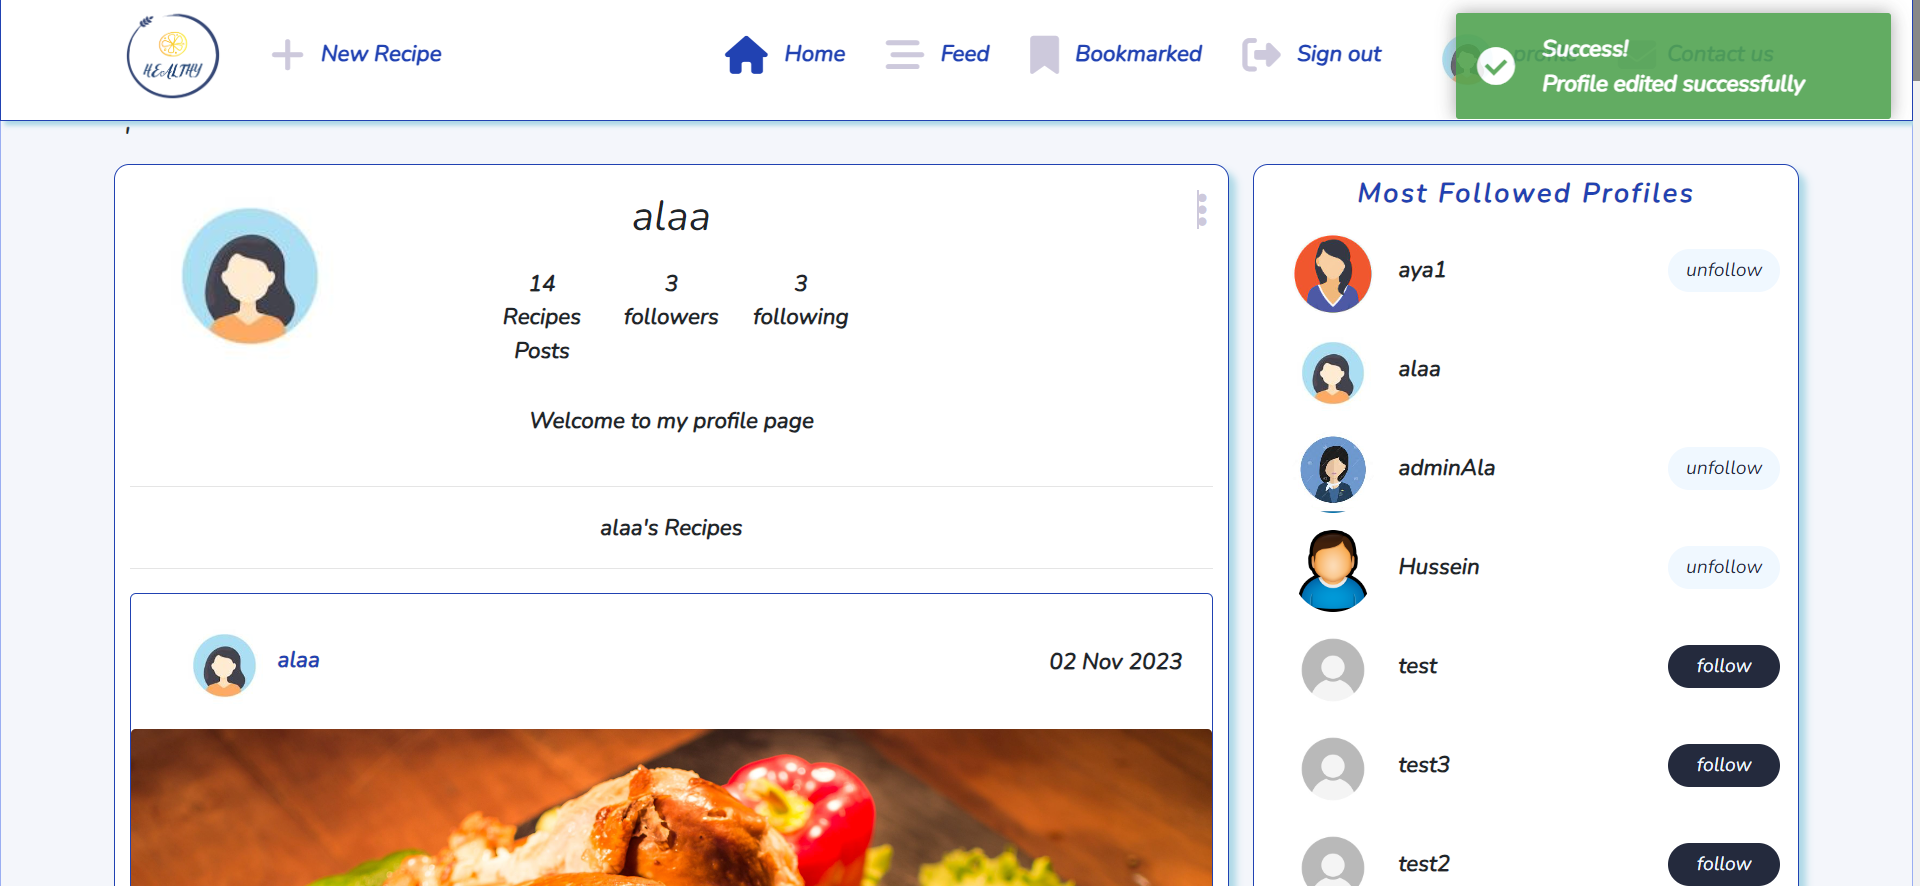 HEALTHY
New Recipe
Home
Feed
Bookmarked
Sign out
profile
Contact us
Success!
Profile edited successfully
,
alaa
14
Recipes
Posts
3
followers
3
following
Welcome to my profile page
alaa's Recipes
alaa
02 Nov 2023
Most Followed Profiles
aya1
unfollow
alaa
adminAla
unfollow
Hussein
unfollow
test
follow
test3
follow
test2
follow